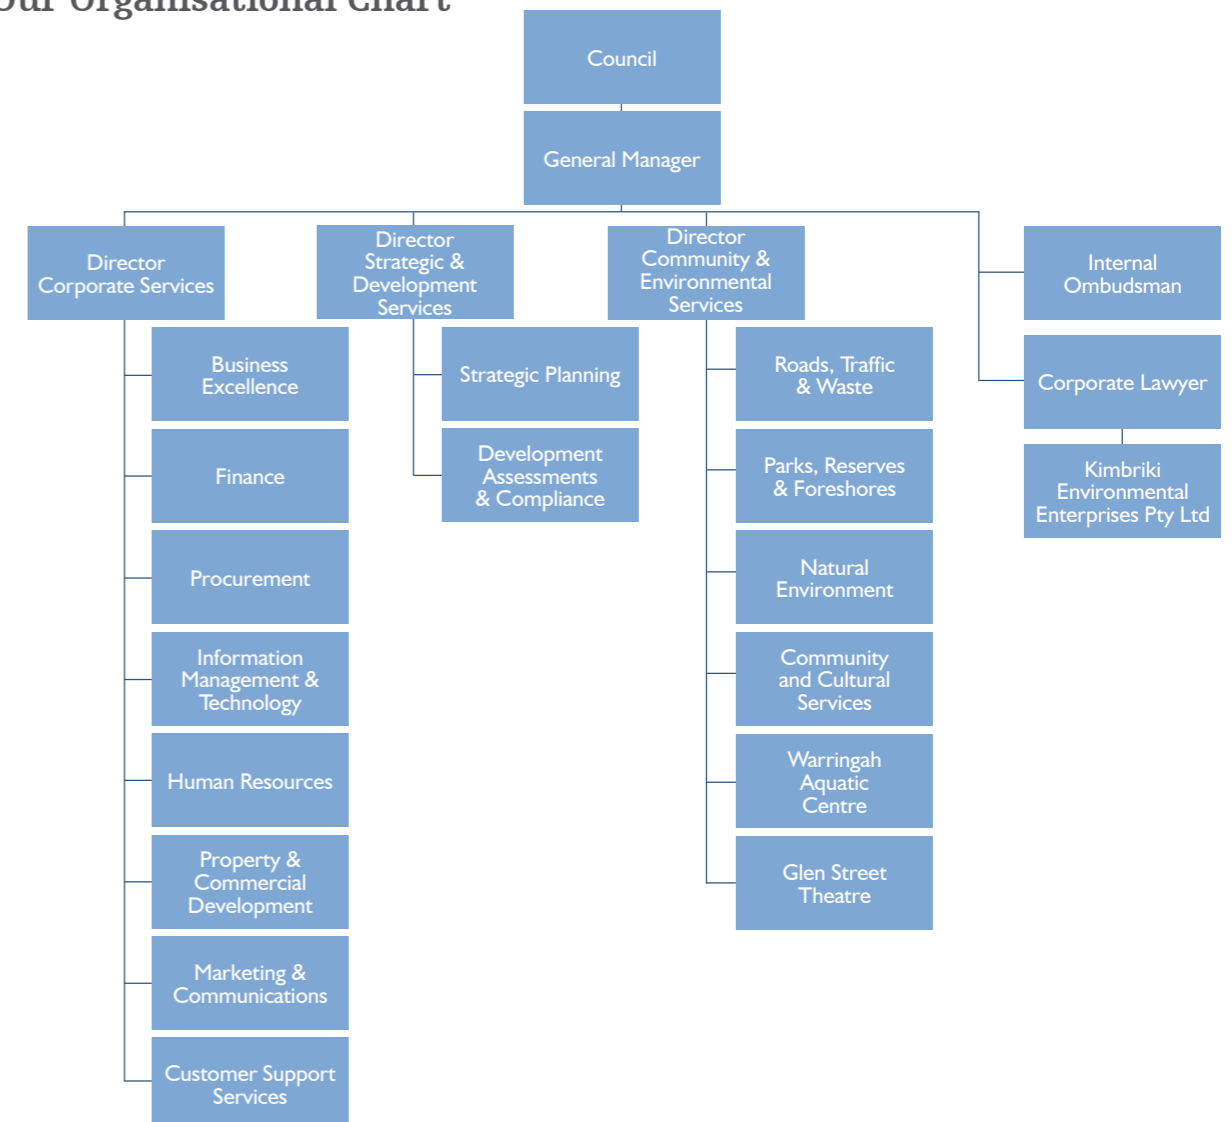 Our Organisational Chart
Council
General Manager
Director
Corporate Services
Director
Strategic &
Development
Services
Director
Community &
Environmental
Services
Internal
Ombudsman
Corporate Lawyer
Kimbriki
Environmental
Enterprises Pty Ltd
Business
Excellence
Finance
Procurement
Information
Management &
Technology
Human Resources
Property &
Commercial
Development
Marketing &
Communications
Customer Support
Services
Strategic Planning
Development
Assessments
& Compliance
Roads, Traffic
& Waste
Parks, Reserves
& Foreshores
Natural
Environment
Community
and Cultural
Services
Warringah
Aquatic
Centre
Glen Street
Theatre